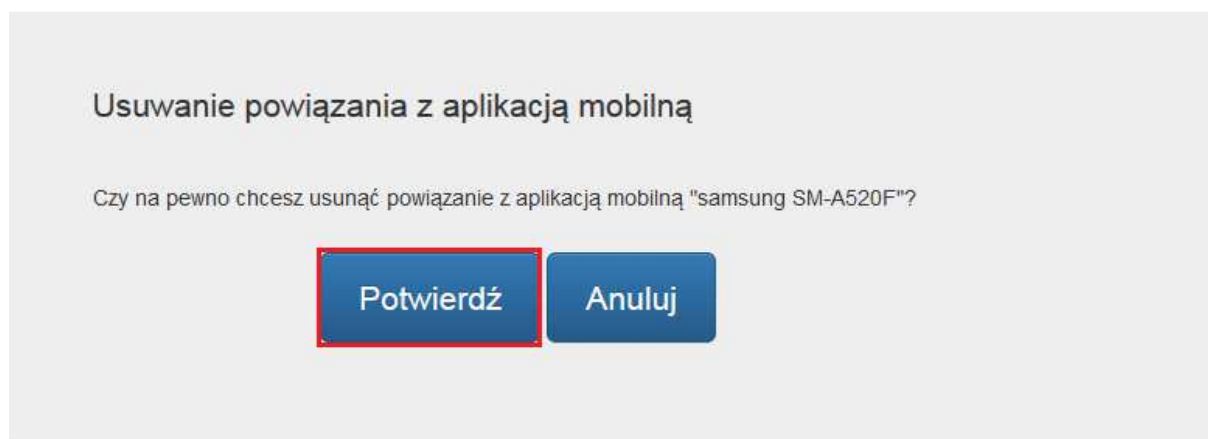 Usuwanie powiązania z aplikacją mobilną
Czy na pewno chcesz usunąć powiązanie z aplikacją mobilną "samsung SM-A520F"?
Potwierdź Anuluj